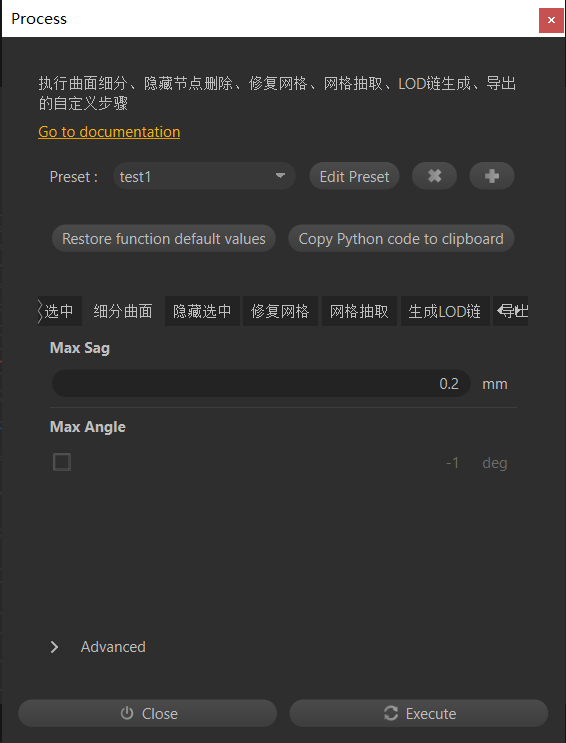 Process
执行曲面细分、隐藏节点删除、修复网格、网格抽取、LOD链生成、导出
的自定义步骤
Go to documentation
Preset : test1 Edit Preset
Restore function default values Copy Python code to clipboard
选中 细分曲面 隐藏选中 修复网格 网格抽取 生成LOD链 导出
Max Sag
0.2 mm
Max Angle
-1 deg
Advanced
Close Execute